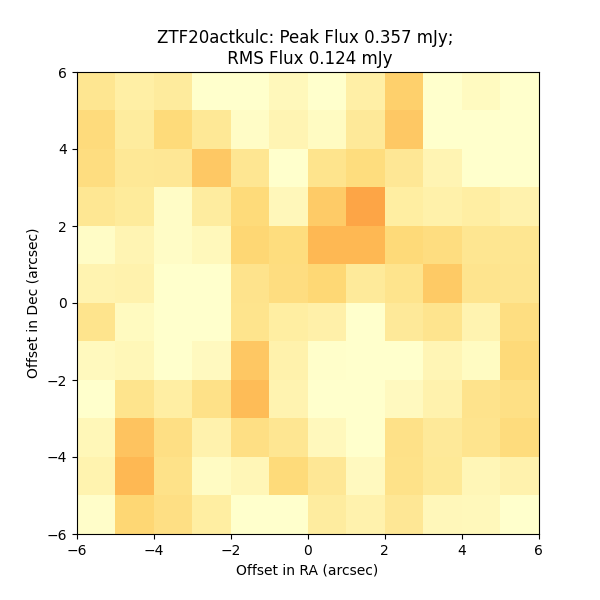 ZTF20actkulc: Peak Flux 0.357 mJy;
RMS Flux 0.124 mJy
6
4
2
0
−2
−4
−6
Offset in Dec (arcsec)
−6 −4 −2 0 2 4 6
Offset in RA (arcsec)